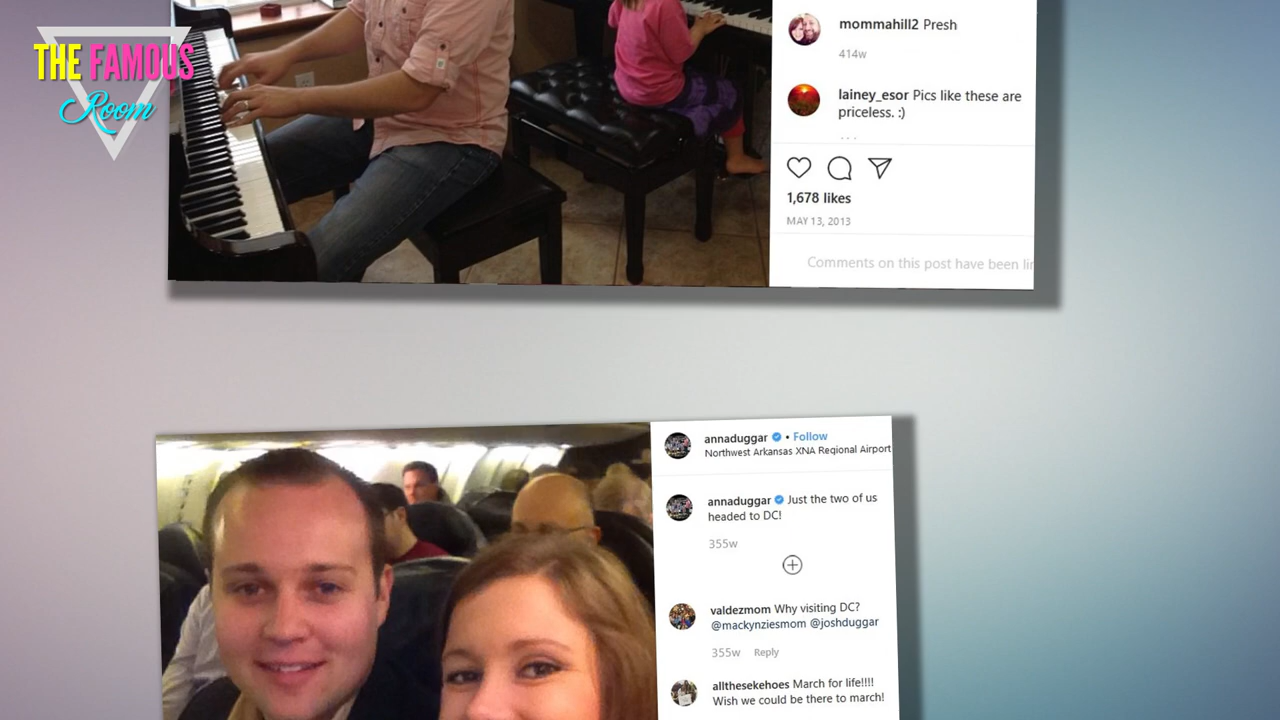 THE FAMOUS
Room
mommahill2 Presh
414w
lainey_esor Pics like these are
priceless. :)
1,678 likes
MAY 13, 2013
Comments on this post have been
annaduggar • Follow
Northwest Arkansas XNA Regional Airport
annaduggar Just the two of us
headed to DC!
355w
valdezmom Why visiting DC?
@mackynziesmom @joshduggar
355w Reply
allthesekehoes March for life!!!!
Wish we could be there to march!